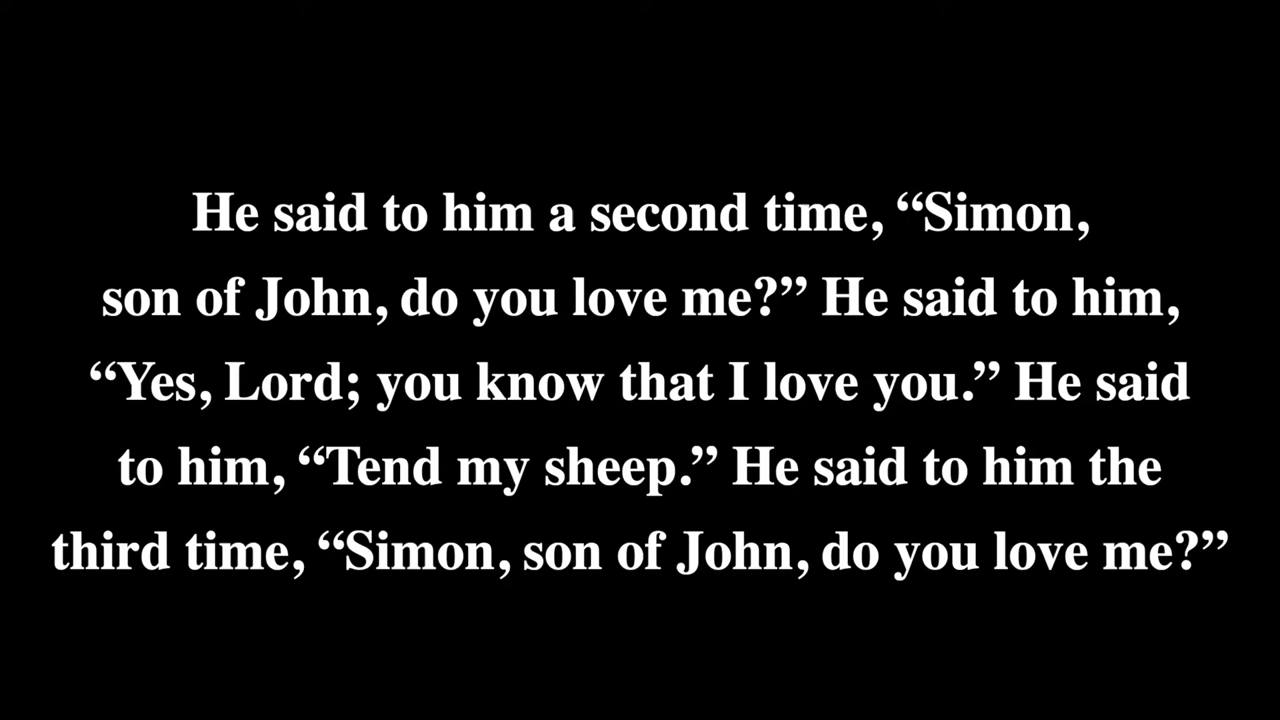 He said to him a second time, “Simon,
son of John, do you love me?” He said to him,
“Yes, Lord; you know that I love you.” He said
to him, “Tend my sheep.” He said to him the
third time, “Simon, son of John, do you love me?”